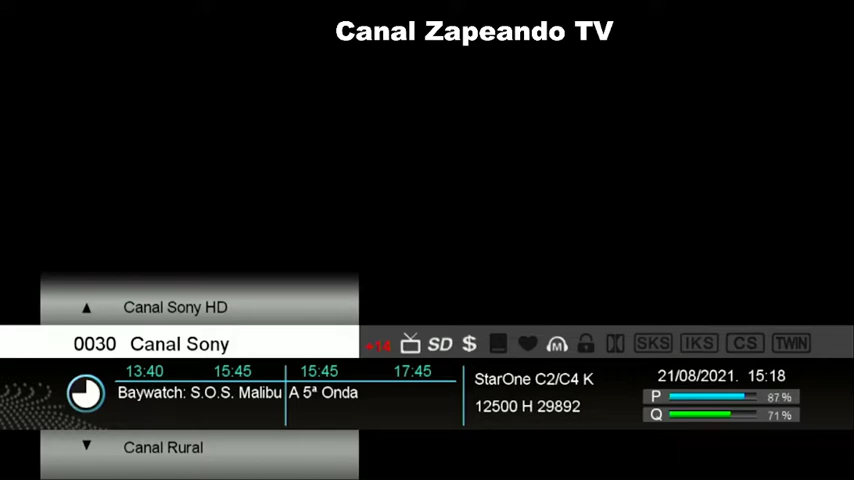 Canal Zapeando TV
▲ Canal Sony HD
0030 Canal Sony +14 SD $ M SKS IKS CS TWIN
13:40 15:45 15:45 17:45
Baywatch: S.O.S. Malibu A 5ª Onda
StarOne C2/C4 K
12500 H 29892
21/08/2021. 15:18
P 87%
Q 71%
▼ Canal Rural